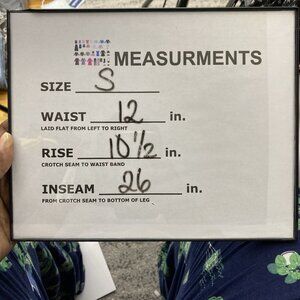 MEASURMENTS
SIZE S
WAIST 12 in.
LAID FLAT FROM LEFT TO RIGHT
RISE 10 1/2 in.
CROTCH SEAM TO WAIST BAND
INSEAM 26 in.
FROM CROTCH SEAM TO BOTTOM OF LEG